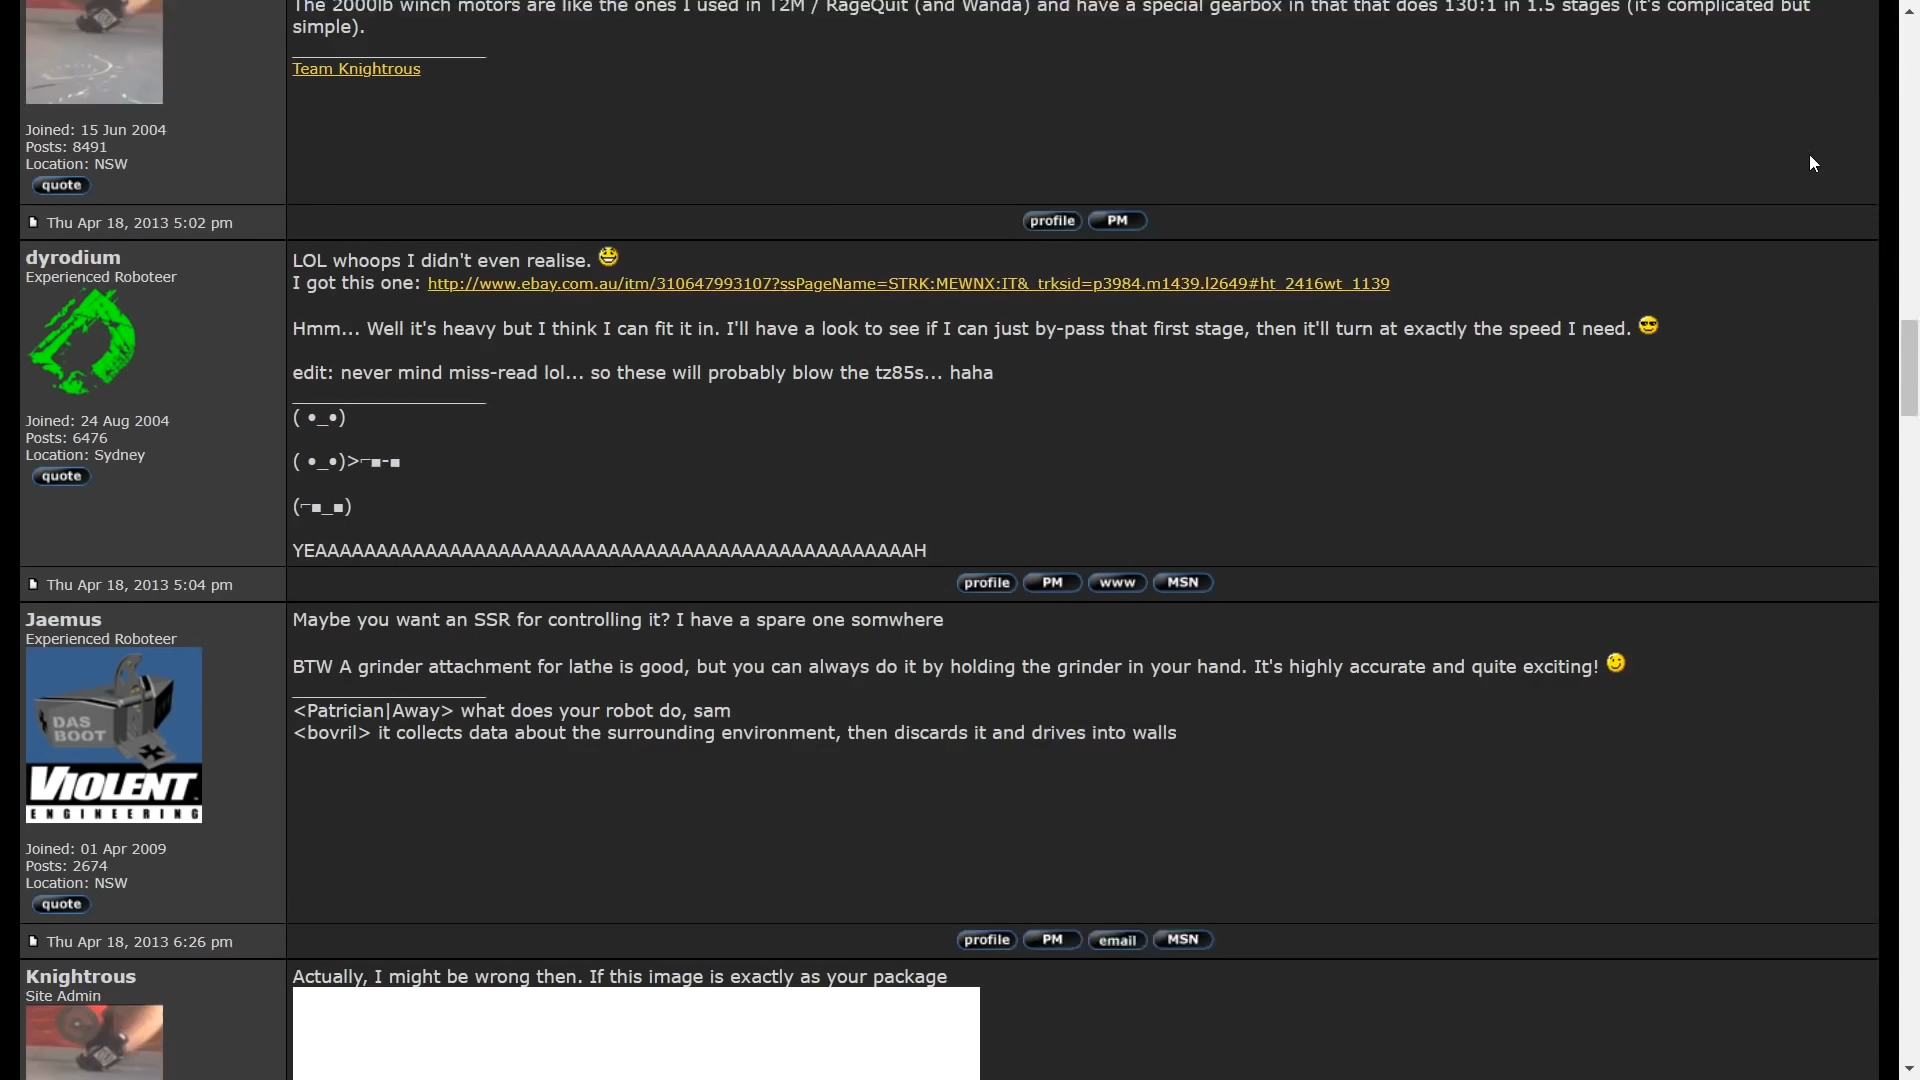 The 2000lb winch motors are like the ones I used in T2M / RageQuit (and Wanda) and have a special gearbox in that that does 130:1 in 1.5 stages (it's complicated but
simple).
Team Knightrous
Joined: 15 Jun 2004
Posts: 8491
Location: NSW
quote
Thu Apr 18, 2013 5:02 pm
profile PM
dyrodium
Experienced Roboteer
Joined: 24 Aug 2004
Posts: 6476
Location: Sydney
quote
LOL whoops I didn't even realise.
I got this one: http://www.ebay.com.au/itm/310647993107?ssPageName=STRK:MEWNX:IT&_trksid=p3984.m1439.l2649#ht_2416wt_1139
Hmm... Well it's heavy but I think I can fit it in. I'll have a look to see if I can just by-pass that first stage, then it'll turn at exactly the speed I need.
edit: never mind miss-read lol... so these will probably blow the tz85s... haha
( •_•)
( •_•)>⌐■-■
(⌐■_■)
YEAAAAAAAAAAAAAAAAAAAAAAAAAAAAAAAAAAAAAAAAAAAAAAAAAH
Thu Apr 18, 2013 5:04 pm
profile PM www MSN
Jaemus
Experienced Roboteer
DAS
BOOT
VIOLENT
ENGINEERING
Joined: 01 Apr 2009
Posts: 2674
Location: NSW
quote
Maybe you want an SSR for controlling it? I have a spare one somwhere
BTW A grinder attachment for lathe is good, but you can always do it by holding the grinder in your hand. It's highly accurate and quite exciting!
<Patrician|Away> what does your robot do, sam
<bovril> it collects data about the surrounding environment, then discards it and drives into walls
Thu Apr 18, 2013 6:26 pm
profile PM email MSN
Knightrous
Site Admin
Actually, I might be wrong then. If this image is exactly as your package